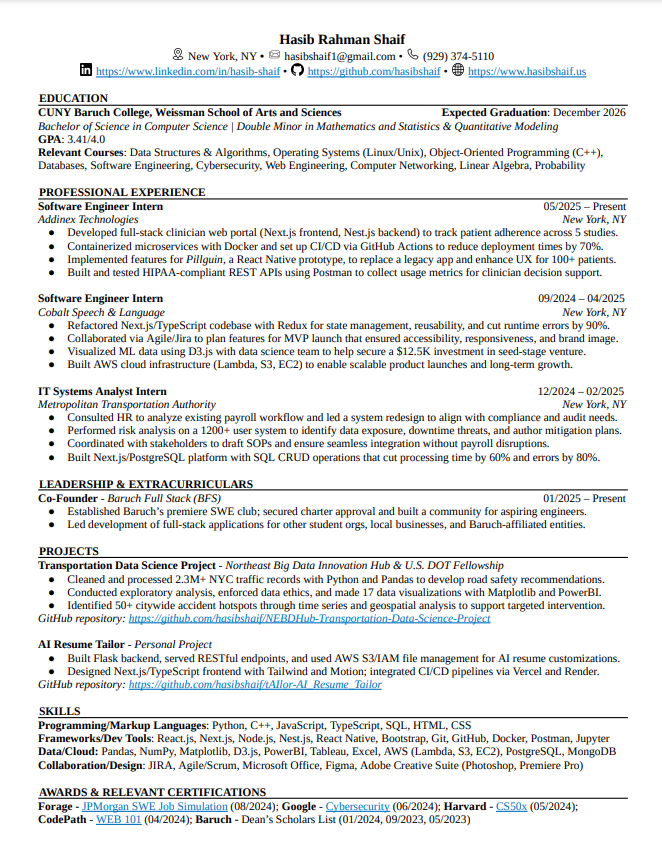 Hasib Rahman Shaif
New York, NY • hasibshaif1@gmail.com • (929) 374-5110
https://www.linkedin.com/in/hasib-shaif • https://github.com/hasibshaif • https://www.hasibshaif.us
EDUCATION
CUNY Baruch College, Weissman School of Arts and Sciences Expected Graduation: December 2026
Bachelor of Science in Computer Science | Double Minor in Mathematics and Statistics & Quantitative Modeling
GPA: 3.41/4.0
Relevant Courses: Data Structures & Algorithms, Operating Systems (Linux/Unix), Object-Oriented Programming (C++),
Databases, Software Engineering, Cybersecurity, Web Engineering, Computer Networking, Linear Algebra, Probability
PROFESSIONAL EXPERIENCE
Software Engineer Intern 05/2025 – Present
Addinex Technologies New York, NY
● Developed full-stack clinician web portal (Next.js frontend, Nest.js backend) to track patient adherence across 5 studies.
● Containerized microservices with Docker and set up CI/CD via GitHub Actions to reduce deployment times by 70%.
● Implemented features for Pillguin, a React Native prototype, to replace a legacy app and enhance UX for 100+ patients.
● Built and tested HIPAA-compliant REST APIs using Postman to collect usage metrics for clinician decision support.
Software Engineer Intern 09/2024 – 04/2025
Cobalt Speech & Language New York, NY
● Refactored Next.js/TypeScript codebase with Redux for state management, reusability, and cut runtime errors by 90%.
● Collaborated via Agile/Jira to plan features for MVP launch that ensured accessibility, responsiveness, and brand image.
● Visualized ML data using D3.js with data science team to help secure a $12.5K investment in seed-stage venture.
● Built AWS cloud infrastructure (Lambda, S3, EC2) to enable scalable product launches and long-term growth.
IT Systems Analyst Intern 12/2024 – 02/2025
Metropolitan Transportation Authority New York, NY
● Consulted HR to analyze existing payroll workflow and led a system redesign to align with compliance and audit needs.
● Performed risk analysis on a 1200+ user system to identify data exposure, downtime threats, and author mitigation plans.
● Coordinated with stakeholders to draft SOPs and ensure seamless integration without payroll disruptions.
● Built Next.js/PostgreSQL platform with SQL CRUD operations that cut processing time by 60% and errors by 80%.
LEADERSHIP & EXTRACURRICULARS
Co-Founder - Baruch Full Stack (BFS) 01/2025 – Present
● Established Baruch's premiere SWE club; secured charter approval and built a community for aspiring engineers.
● Led development of full-stack applications for other student orgs, local businesses, and Baruch-affiliated entities.
PROJECTS
Transportation Data Science Project - Northeast Big Data Innovation Hub & U.S. DOT Fellowship
● Cleaned and processed 2.3M+ NYC traffic records with Python and Pandas to develop road safety recommendations.
● Conducted exploratory analysis, enforced data ethics, and made 17 data visualizations with Matplotlib and PowerBI.
● Identified 50+ citywide accident hotspots through time series and geospatial analysis to support targeted intervention.
GitHub repository: https://github.com/hasibshaif/NEBDHub-Transportation-Data-Science-Project
AI Resume Tailor - Personal Project
● Built Flask backend, served RESTful endpoints, and used AWS S3/IAM file management for AI resume customizations.
● Designed Next.js/TypeScript frontend with Tailwind and Motion; integrated CI/CD pipelines via Vercel and Render.
GitHub repository: https://github.com/hasibshaif/tAIlor-AI_Resume_Tailor
SKILLS
Programming/Markup Languages: Python, C++, JavaScript, TypeScript, SQL, HTML, CSS
Frameworks/Dev Tools: React.js, Next.js, Node.js, Nest.js, React Native, Bootstrap, Git, GitHub, Docker, Postman, Jupyter
Data/Cloud: Pandas, NumPy, Matplotlib, D3.js, PowerBI, Tableau, Excel, AWS (Lambda, S3, EC2), PostgreSQL, MongoDB
Collaboration/Design: JIRA, Agile/Scrum, Microsoft Office, Figma, Adobe Creative Suite (Photoshop, Premiere Pro)
AWARDS & RELEVANT CERTIFICATIONS
Forage - JPMorgan SWE Job Simulation (08/2024); Google - Cybersecurity (06/2024); Harvard - CS50x (05/2024);
CodePath - WEB 101 (04/2024); Baruch - Dean's Scholars List (01/2024, 09/2023, 05/2023)